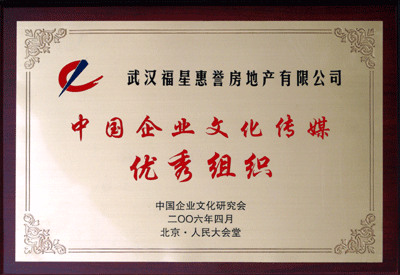 武汉福星惠誉房地产有限公司
中国企业文化传媒
优秀组织
中国企业文化研究会
二〇〇六年四月
北京·人民大会堂